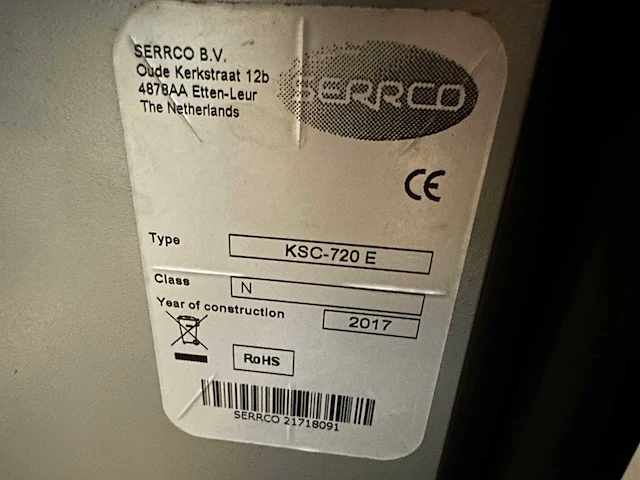 SERRCO B.V.
Oude Kerkstraat 12b
4878AA Etten-Leur
The Netherlands
SERRCO
CE
Type
KSC-720 E
Class
N
Year of construction
2017
RoHS
SERRCO 21718091